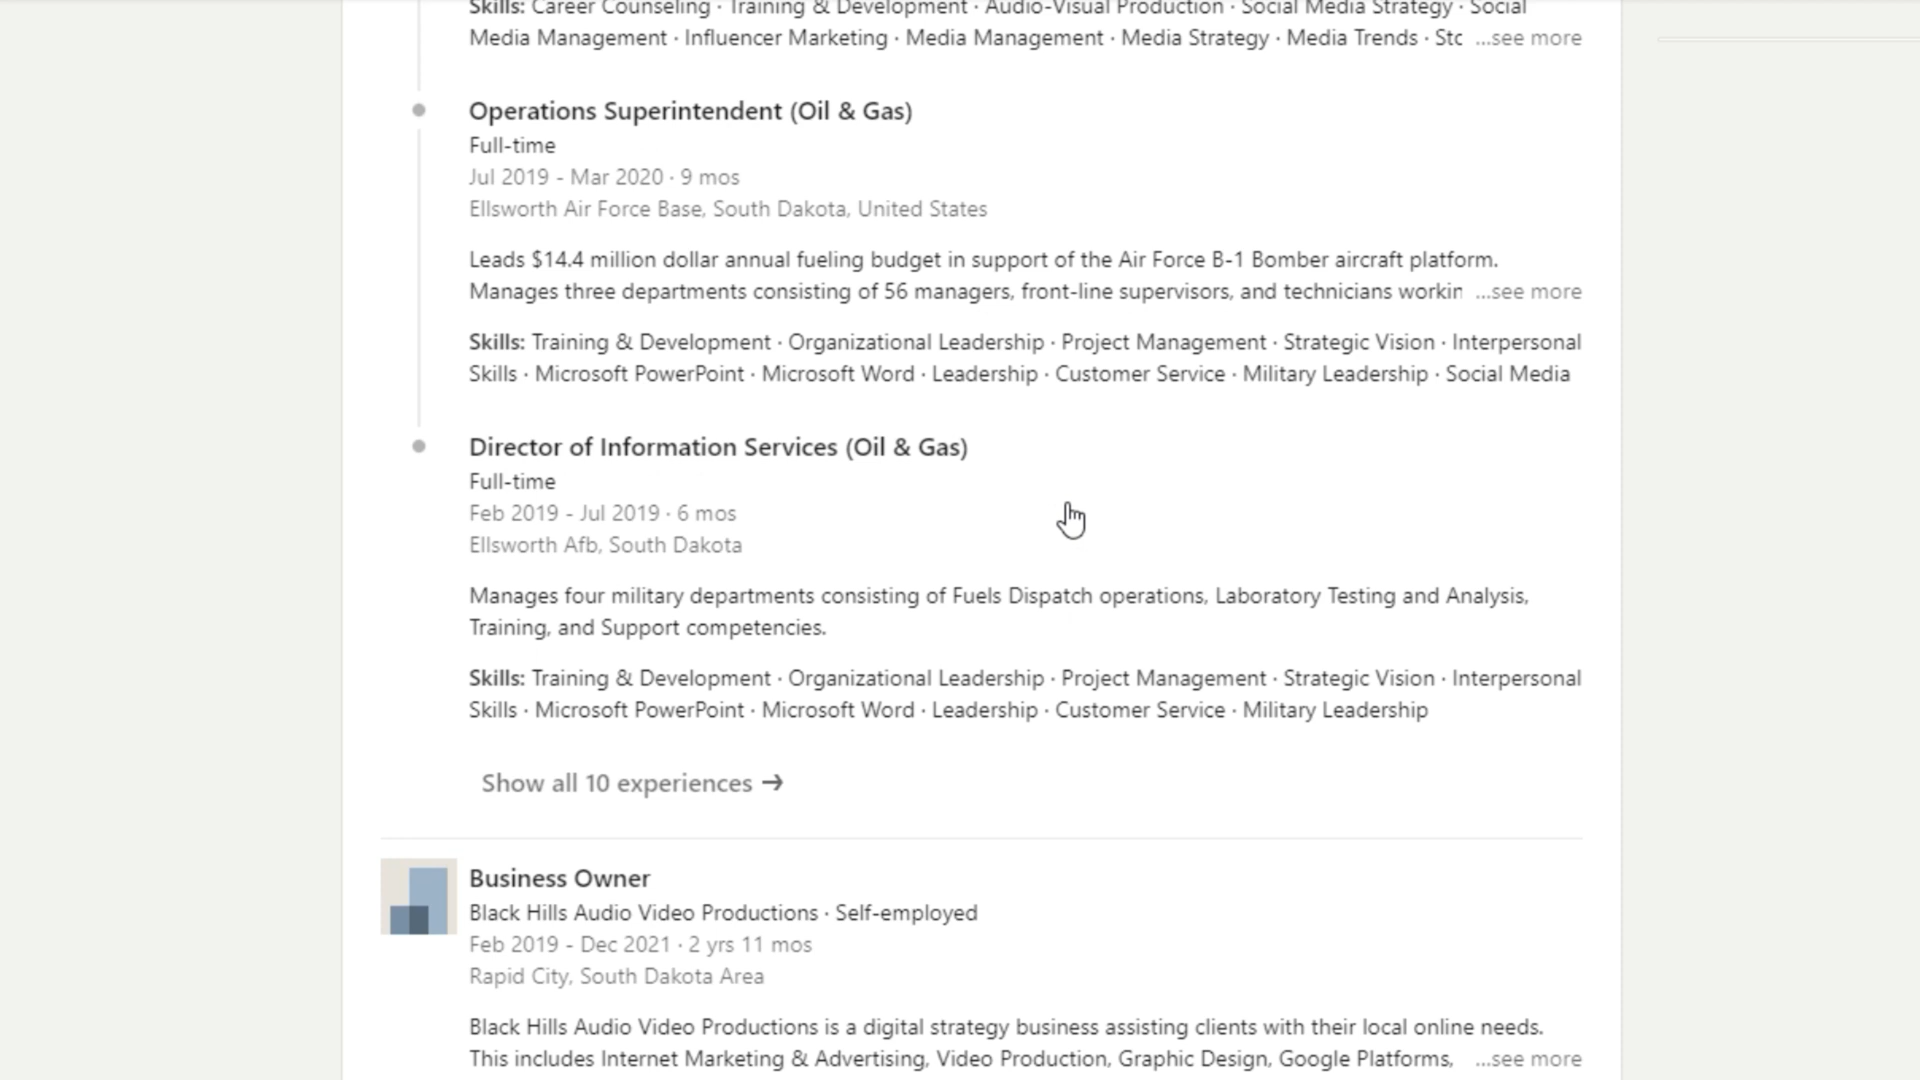 Skills: Career Counseling · Training & Development · Audio-Visual Production · Social Media Strategy · Social
Media Management · Influencer Marketing · Media Management · Media Strategy · Media Trends · Stc ...see more
Operations Superintendent (Oil & Gas)
Full-time
Jul 2019 - Mar 2020 · 9 mos
Ellsworth Air Force Base, South Dakota, United States
Leads $14.4 million dollar annual fueling budget in support of the Air Force B-1 Bomber aircraft platform.
Manages three departments consisting of 56 managers, front-line supervisors, and technicians workin ...see more
Skills: Training & Development · Organizational Leadership · Project Management · Strategic Vision · Interpersonal
Skills · Microsoft PowerPoint · Microsoft Word · Leadership · Customer Service · Military Leadership · Social Media
Director of Information Services (Oil & Gas)
Full-time
Feb 2019 - Jul 2019 · 6 mos
Ellsworth Afb, South Dakota
Manages four military departments consisting of Fuels Dispatch operations, Laboratory Testing and Analysis,
Training, and Support competencies.
Skills: Training & Development · Organizational Leadership · Project Management · Strategic Vision · Interpersonal
Skills · Microsoft PowerPoint · Microsoft Word · Leadership · Customer Service · Military Leadership
Show all 10 experiences →
Business Owner
Black Hills Audio Video Productions · Self-employed
Feb 2019 - Dec 2021 · 2 yrs 11 mos
Rapid City, South Dakota Area
Black Hills Audio Video Productions is a digital strategy business assisting clients with their local online needs.
This includes Internet Marketing & Advertising, Video Production, Graphic Design, Google Platforms, ...see more